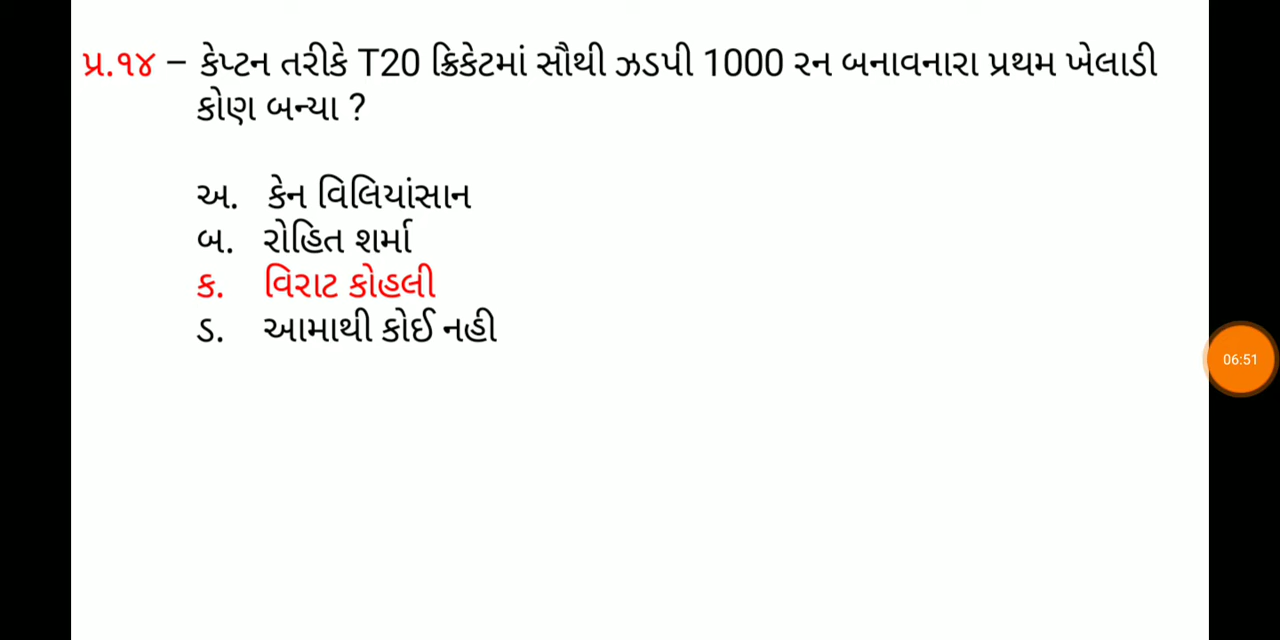 પ્ર.૧૪ – કેપ્ટન તરીકે T20 ક્રિકેટમાં સૌથી ઝડપી 1000 રન બનાવનારા પ્રથમ ખેલાડી
કોણ બન્યા ?
અ. કેન વિલિયાંસાન
બ. રોહિત શર્મા
ક. વિરાટ કોહલી
ડ. આમાથી કોઈ નહી
06:51